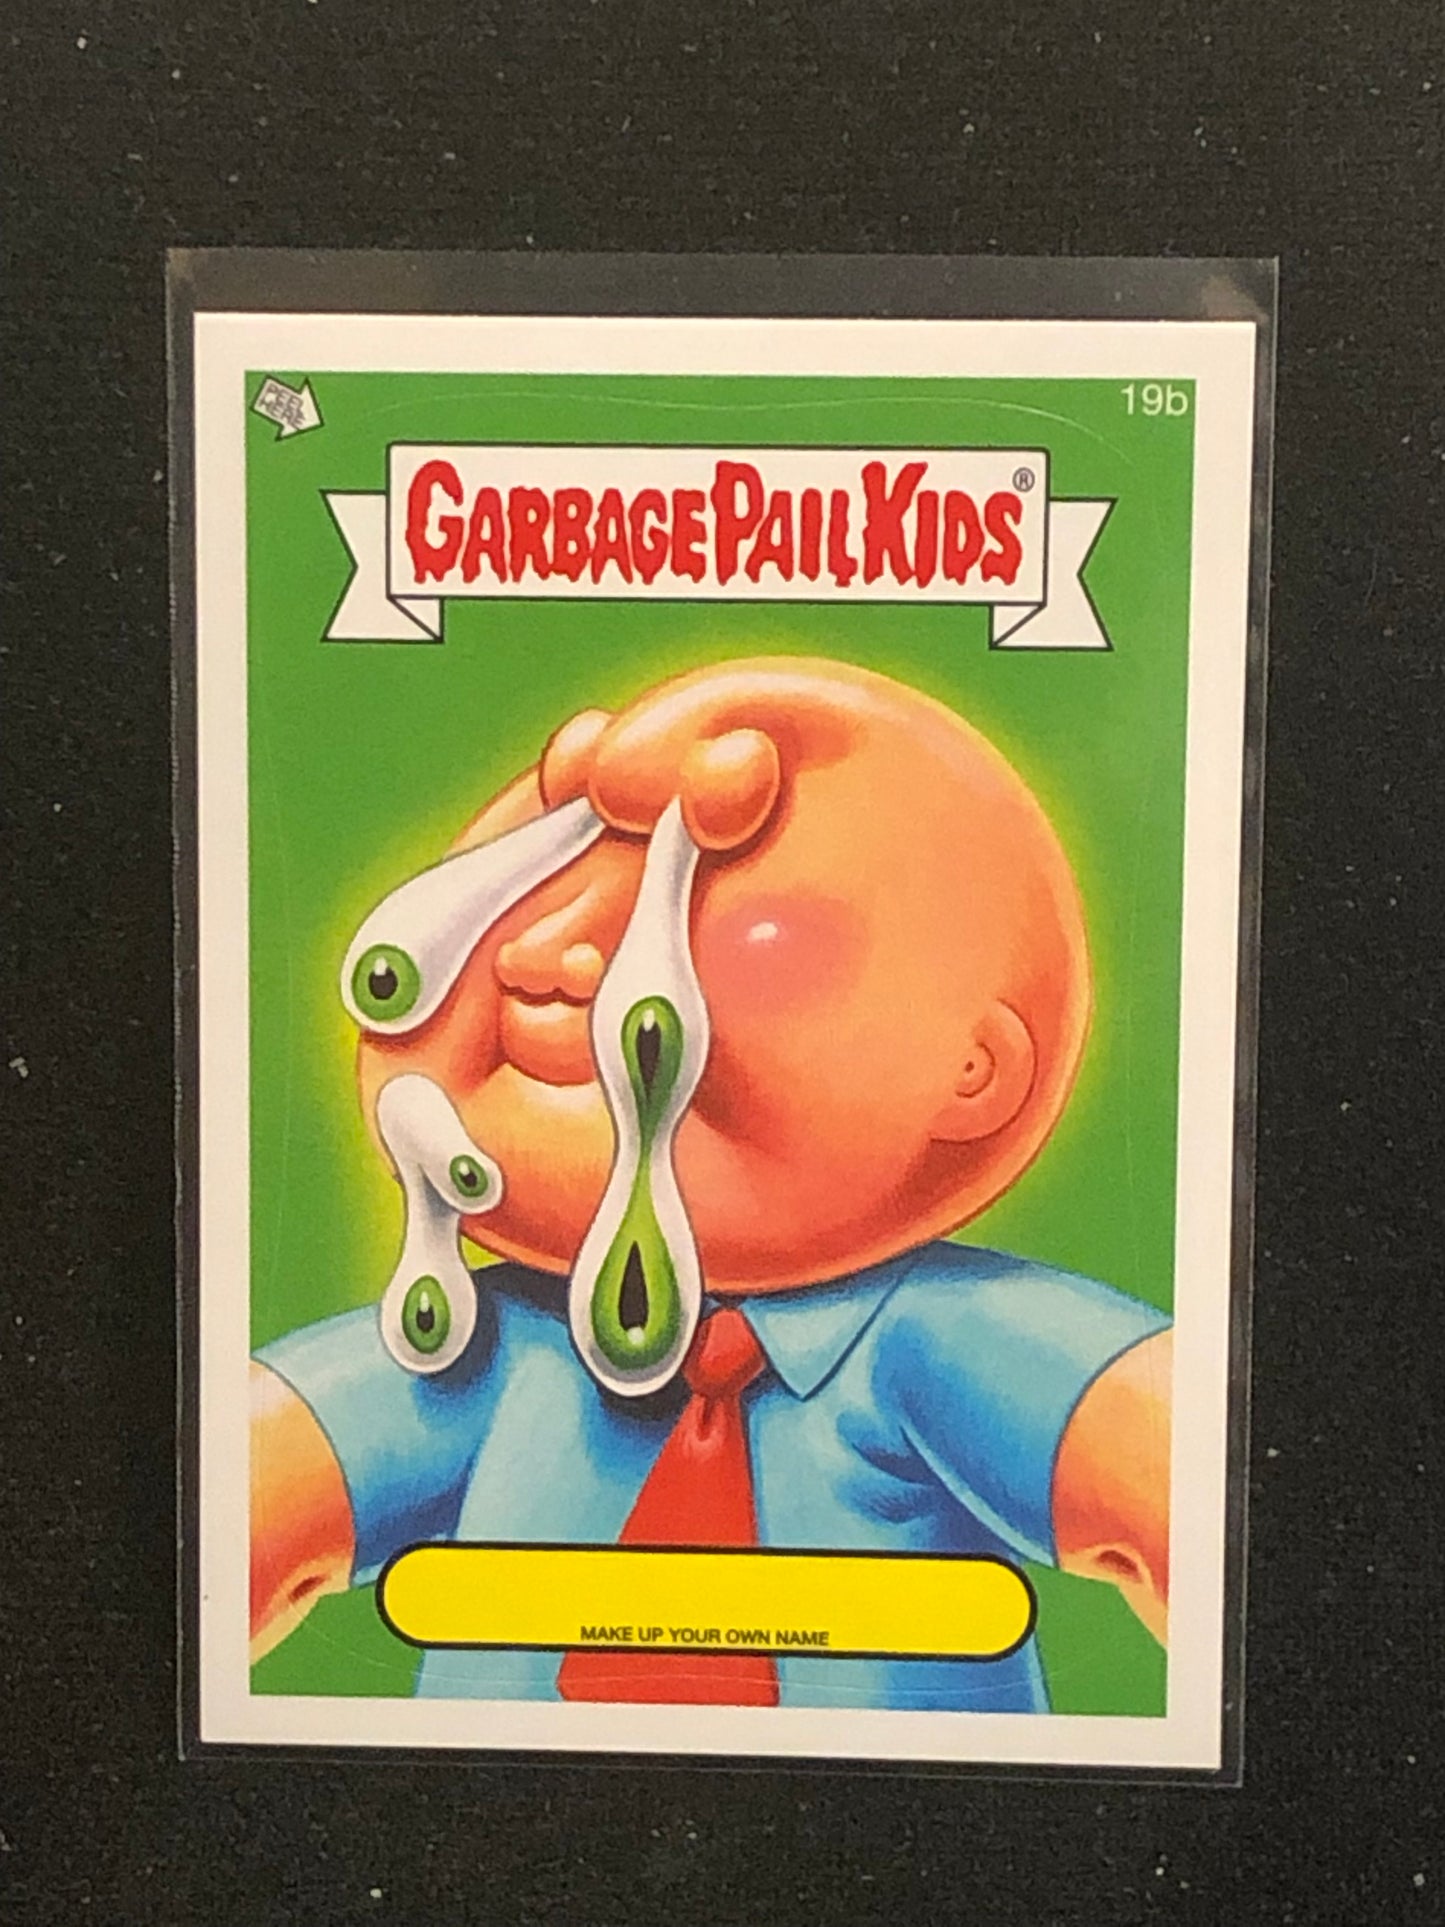 PEEL
HERE
19b
GARBAGE PAIL KIDS®
MAKE UP YOUR OWN NAME